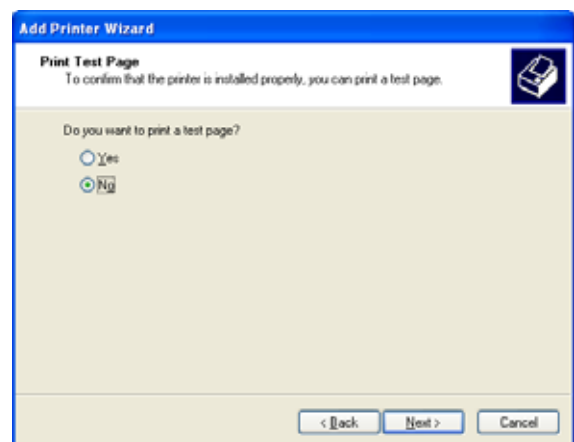 Add Printer Wizard
Print Test Page
To confirm that the printer is installed properly, you can print a test page.
Do you want to print a test page?
Yes
No
< Back
Next >
Cancel